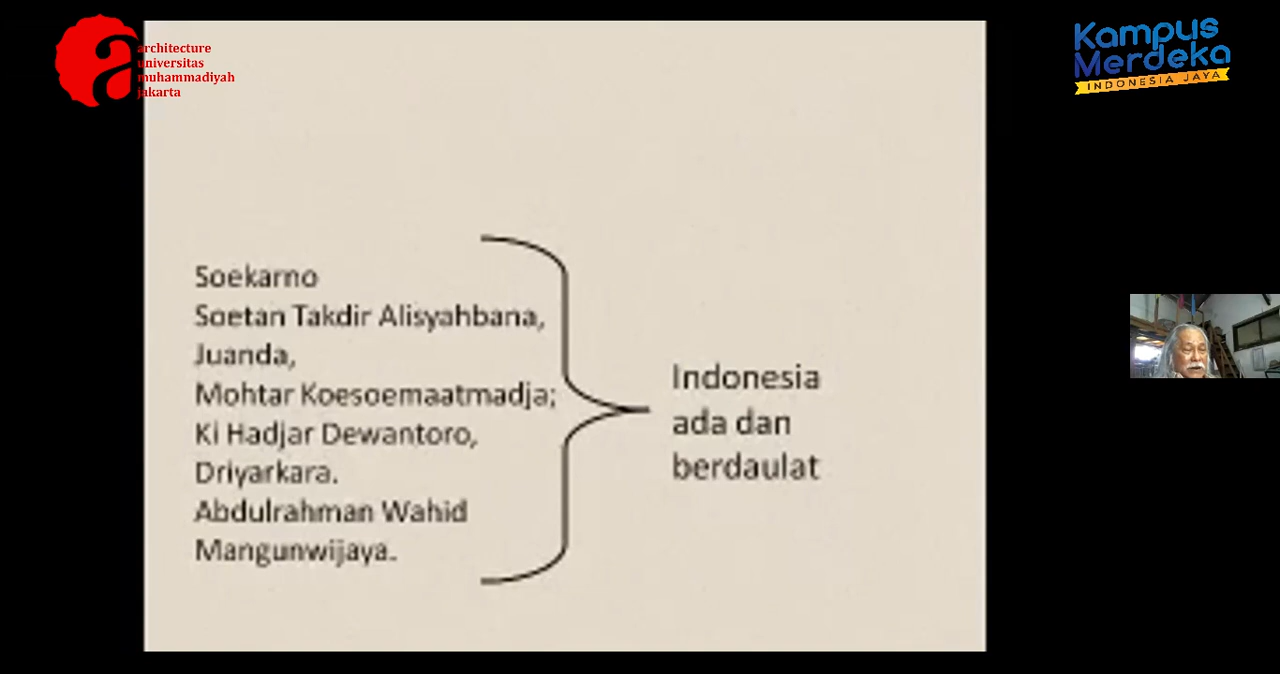 architecture
universitas
muhammadiyah
jakarta
Kampus
Merdeka
INDONESIA JAYA
Soekarno
Soetan Takdir Alisyahbana,
Juanda,
Mohtar Koesoemaatmadja;
Ki Hadjar Dewantoro,
Driyarkara.
Abdulrahman Wahid
Mangunwijaya.
Indonesia
ada dan
berdaulat